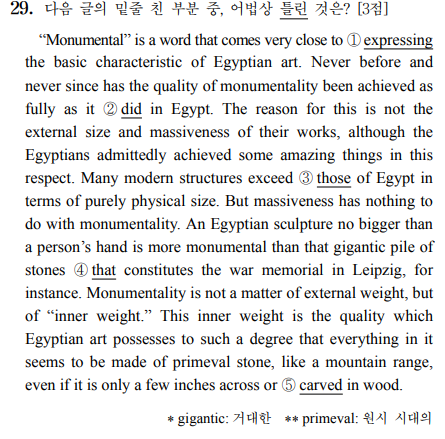 29. 다음 글의 밑줄 친 부분 중, 어법상 틀린 것은? [3점]
“Monumental” is a word that comes very close to ① expressing
the basic characteristic of Egyptian art. Never before and
never since has the quality of monumentality been achieved as
fully as it ② did in Egypt. The reason for this is not the
external size and massiveness of their works, although the
Egyptians admittedly achieved some amazing things in this
respect. Many modern structures exceed ③ those of Egypt in
terms of purely physical size. But massiveness has nothing to
do with monumentality. An Egyptian sculpture no bigger than
a person’s hand is more monumental than that gigantic pile of
stones ④ that constitutes the war memorial in Leipzig, for
instance. Monumentality is not a matter of external weight, but
of “inner weight.” This inner weight is the quality which
Egyptian art possesses to such a degree that everything in it
seems to be made of primeval stone, like a mountain range,
even if it is only a few inches across or ⑤ carved in wood.
* gigantic: 거대한 ** primeval: 원시 시대의